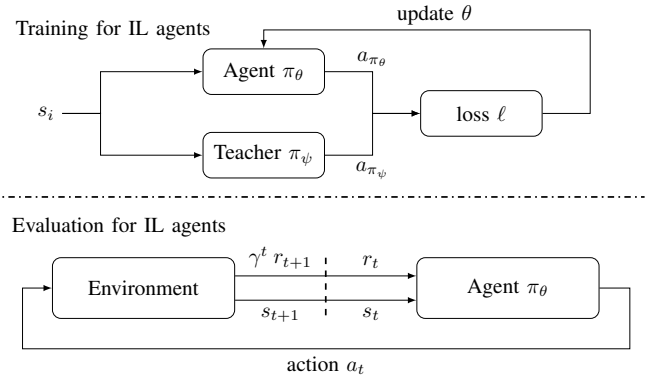 update θ
Training for IL agents
Agent π_θ
a_{π_θ}
s_i
loss ℓ
Teacher π_ψ
a_{π_ψ}
Evaluation for IL agents
γ^t r_{t+1}
r_t
Environment
Agent π_θ
s_{t+1}
s_t
action a_t